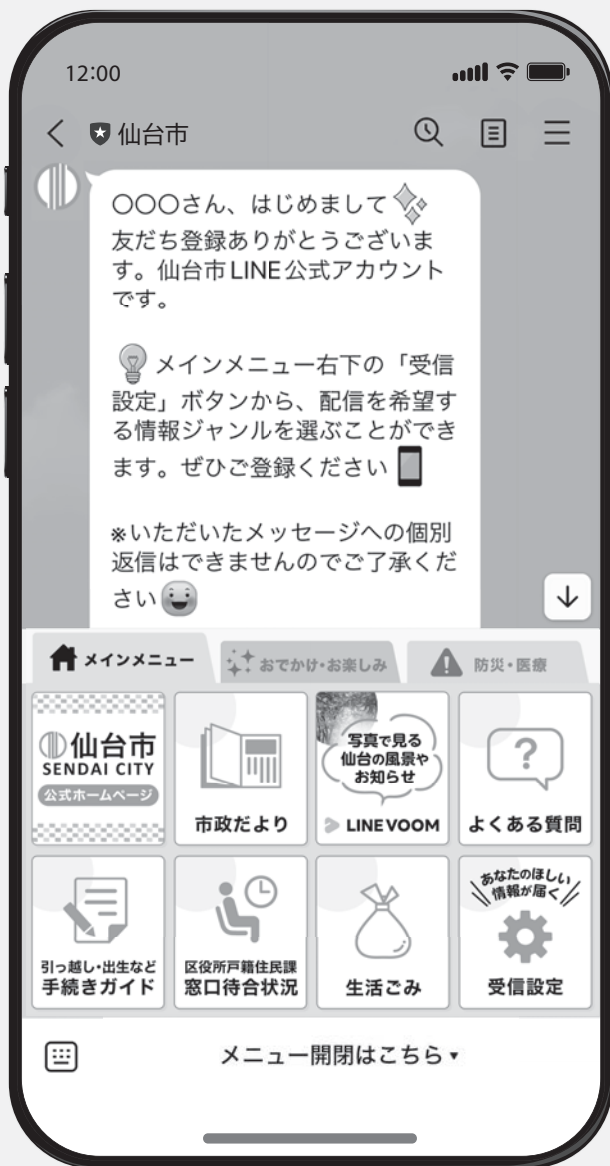 12:00
仙台市
○○○さん、はじめまして
友だち登録ありがとうございま
す。仙台市LINE公式アカウント
です。
メインメニュー右下の「受信
設定」ボタンから、配信を希望す
る情報ジャンルを選ぶことができ
ます。ぜひご登録ください
※いただいたメッセージへの個別
返信はできませんのでご了承くだ
さい
メインメニュー
おでかけ・お楽しみ
防災・医療
仙台市
SENDAI CITY
公式ホームページ
市政だより
写真で見る
仙台の風景や
お知らせ
LINE VOOM
よくある質問
引っ越し・出生など
手続きガイド
区役所戸籍住民課
窓口待合状況
生活ごみ
あなたのほしい
情報が届く
受信設定
メニュー開閉はこちら▼